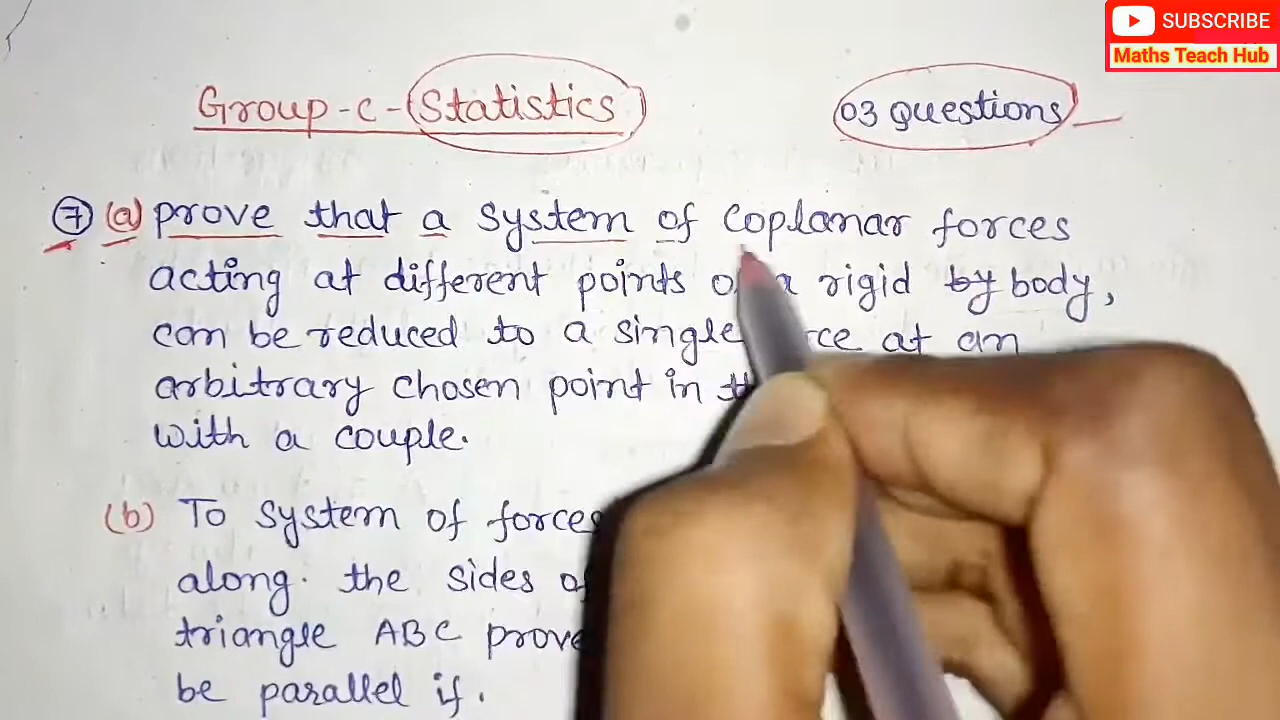 SUBSCRIBE
Maths Teach Hub
Group-C-Statistics
03 Questions
7 (a) prove that a system of coplanar forces
acting at different points a rigid by body,
can be reduced to a single at an
arbitrary chosen point in
with a couple.
(b) To system of forces
along. the sides
triangle ABC prove
be parallel if.